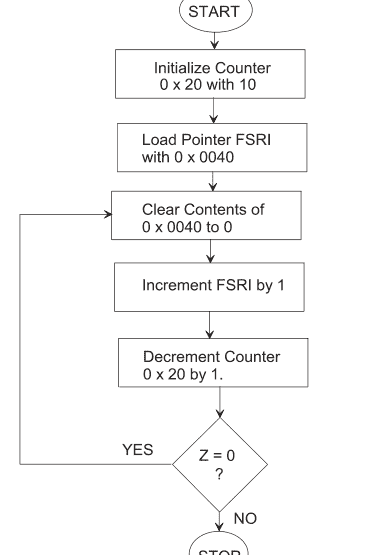 START
Initialize Counter
0 x 20 with 10
Load Pointer FSRI
with 0 x 0040
Clear Contents of
0 x 0040 to 0
Increment FSRI by 1
Decrement Counter
0 x 20 by 1.
Z = 0
?
YES
NO
STOP